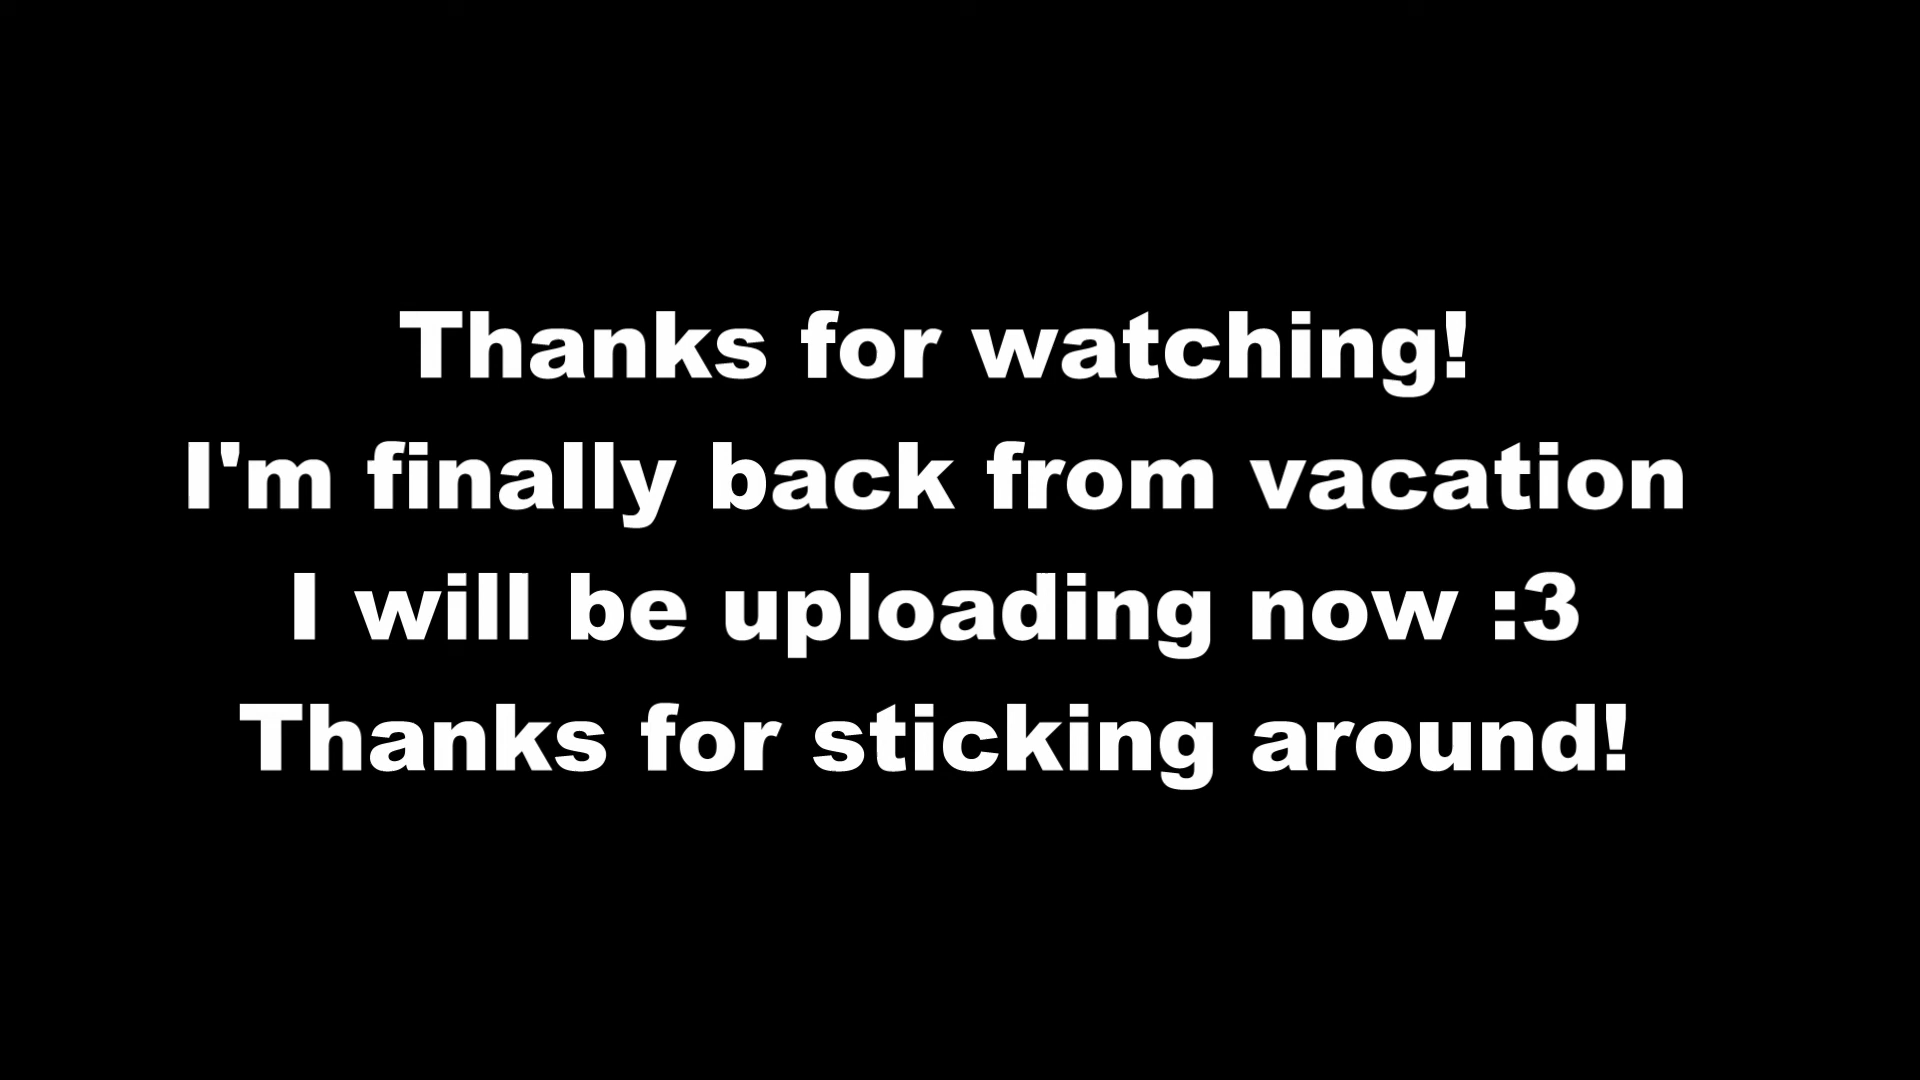 Thanks for watching!
I'm finally back from vacation
I will be uploading now :3
Thanks for sticking around!